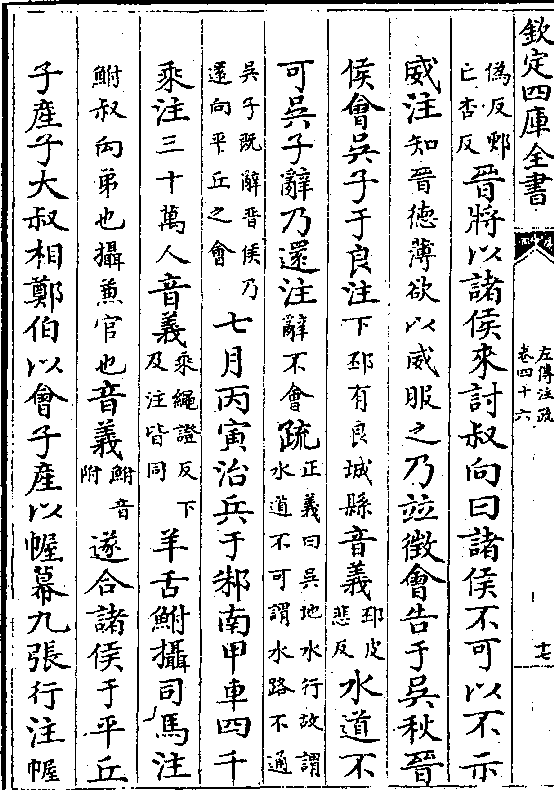 欽定四庫全書
左傳注疏
卷四十六
十七
偽反鄄
亡杏反
晉將以諸侯來討叔向曰諸侯不可以不示
威注知晉德薄欲以威服之乃並徵會告于吳秋晉
侯會吳子于良注下邳有良城縣音義邳皮
悲反
水道不
可吳子辭乃還注辭不會疏正義曰吳地水行故謂
水道不可謂水路不通
吳子既辭晉侯乃
還向平丘之會
七月丙寅治兵于邾南甲車四千
乘注三十萬人音義乘繩證反下
及注皆同
羊舌鮒攝司馬注
鮒叔向弟也攝兼官也音義鮒音
附
遂合諸侯于平丘
子產子大叔相鄭伯以會子產以幄幕九張行注幄